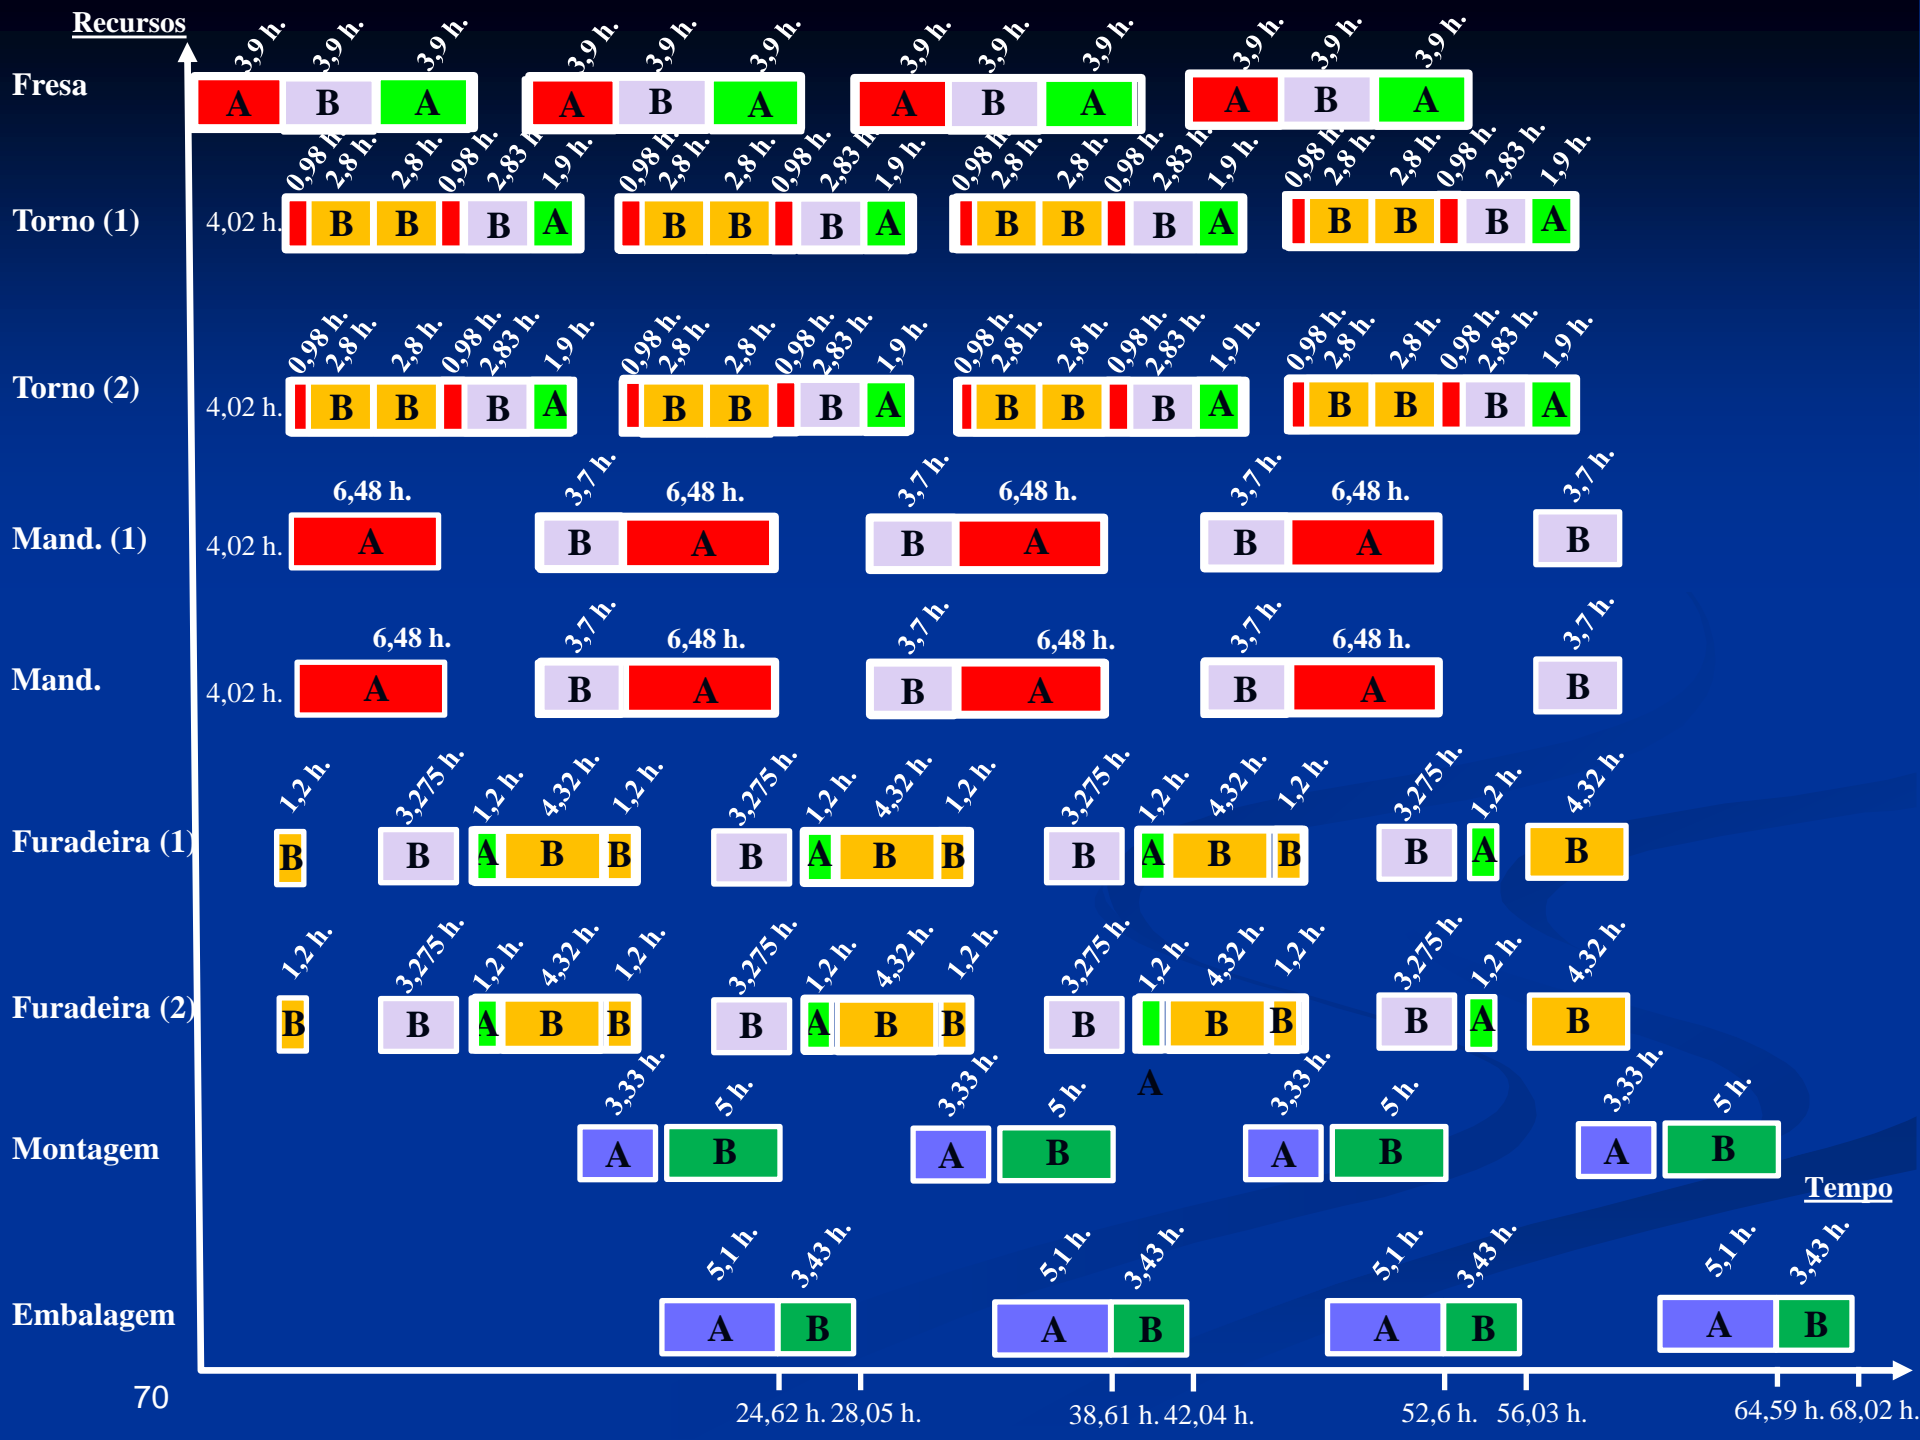 Recursos
3,9 h. 3,9 h. 3,9 h. 3,9 h. 3,9 h. 3,9 h. 3,9 h. 3,9 h. 3,9 h. 3,9 h. 3,9 h. 3,9 h.
Fresa A B A A B A A B A A B A
0,98 h. 2,8 h. 2,8 h. 0,98 h. 2,83 h. 1,9 h. 0,98 h. 2,8 h. 2,8 h. 0,98 h. 2,83 h. 1,9 h. 0,98 h. 2,8 h. 2,8 h. 0,98 h. 2,83 h. 1,9 h. 0,98 h. 2,8 h. 2,8 h. 0,98 h. 2,83 h. 1,9 h.
Torno (1) 4,02 h. B B B A B B B A B B B A B B B A
0,98 h. 2,8 h. 2,8 h. 0,98 h. 2,83 h. 1,9 h. 0,98 h. 2,8 h. 2,8 h. 0,98 h. 2,83 h. 1,9 h. 0,98 h. 2,8 h. 2,8 h. 0,98 h. 2,83 h. 1,9 h. 0,98 h. 2,8 h. 2,8 h. 0,98 h. 2,83 h. 1,9 h.
Torno (2) 4,02 h. B B B A B B B A B B B A B B B A
6,48 h. 3,7 h. 6,48 h. 3,7 h. 6,48 h. 3,7 h. 6,48 h. 3,7 h.
Mand. (1) 4,02 h. A B A B A B A B
6,48 h. 3,7 h. 6,48 h. 3,7 h. 6,48 h. 3,7 h. 6,48 h. 3,7 h.
Mand. 4,02 h. A B A B A B A B
1,2 h. 3,275 h. 1,2 h. 4,32 h. 1,2 h. 3,275 h. 1,2 h. 4,32 h. 1,2 h. 3,275 h. 1,2 h. 4,32 h. 1,2 h. 3,275 h. 1,2 h. 4,32 h.
Furadeira (1) B B A B B B A B B B A B B B A B
1,2 h. 3,275 h. 1,2 h. 4,32 h. 1,2 h. 3,275 h. 1,2 h. 4,32 h. 1,2 h. 3,275 h. 1,2 h. 4,32 h. 1,2 h. 3,275 h. 1,2 h. 4,32 h.
Furadeira (2) B B A B B B A B B B B B B A B
A
3,33 h. 5 h. 3,33 h. 5 h. 3,33 h. 5 h. 3,33 h. 5 h.
Montagem A B A B A B A B
Tempo
5,1 h. 3,43 h. 5,1 h. 3,43 h. 5,1 h. 3,43 h. 5,1 h. 3,43 h.
Embalagem A B A B A B A B
70
24,62 h. 28,05 h. 38,61 h. 42,04 h. 52,6 h. 56,03 h. 64,59 h. 68,02 h.